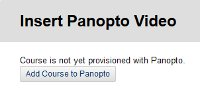 Insert Panopto Video
Course is not yet provisioned with Panopto.
Add Course to Panopto